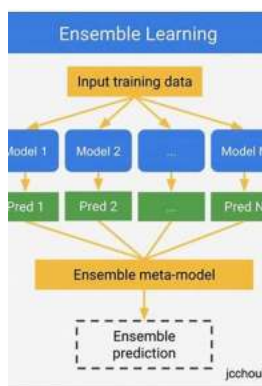 Ensemble Learning
Input training data
Model 1 Model 2 ... Model N
Pred 1 Pred 2 ... Pred N
Ensemble meta-model
Ensemble
prediction
jcchou